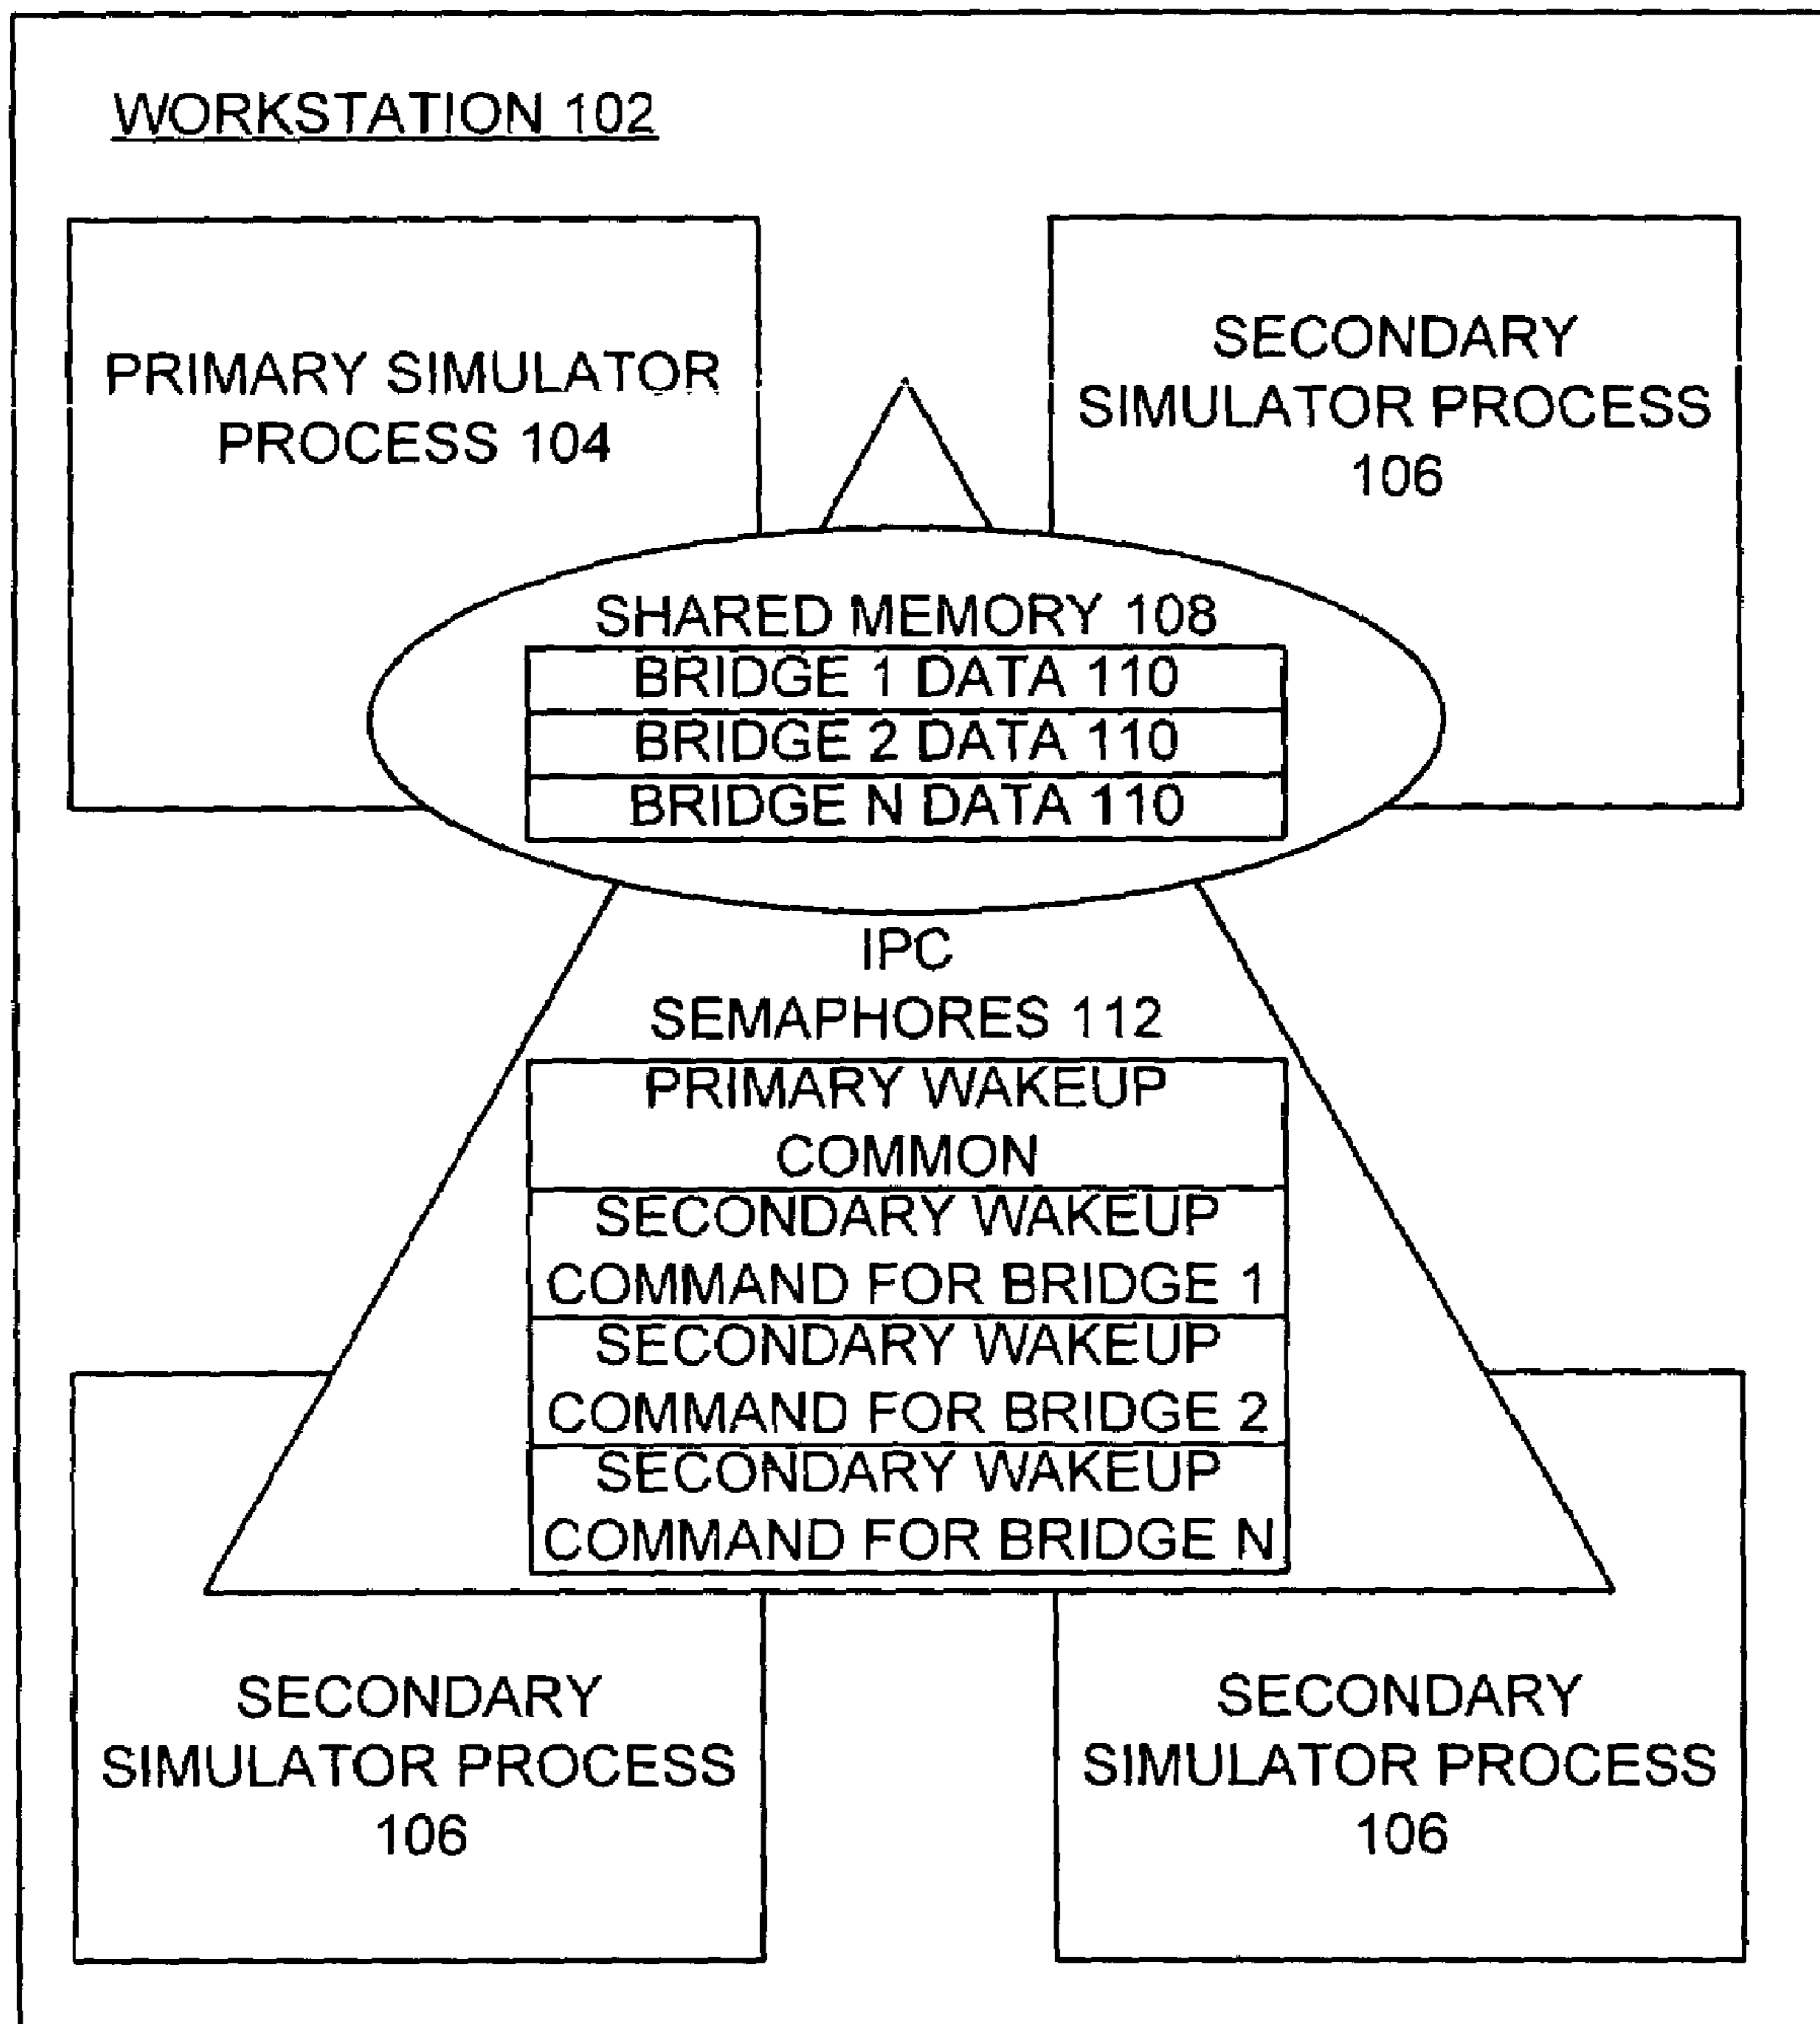 WORKSTATION 102
PRIMARY SIMULATOR
PROCESS 104
SECONDARY
SIMULATOR PROCESS
106
SHARED MEMORY 108
BRIDGE 1 DATA 110
BRIDGE 2 DATA 110
BRIDGE N DATA 110
IPC
SEMAPHORES 112
PRIMARY WAKEUP
COMMON
SECONDARY WAKEUP
COMMAND FOR BRIDGE 1
SECONDARY WAKEUP
COMMAND FOR BRIDGE 2
SECONDARY WAKEUP
COMMAND FOR BRIDGE N
SECONDARY
SIMULATOR PROCESS
106
SECONDARY
SIMULATOR PROCESS
106